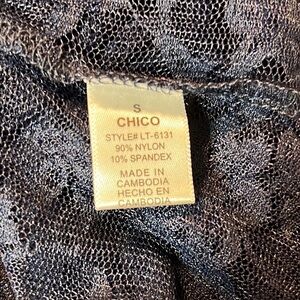 S
CHICO
STYLE# LT-6131
90% NYLON
10% SPANDEX
MADE IN
CAMBODIA
HECHO EN
CAMBODIA